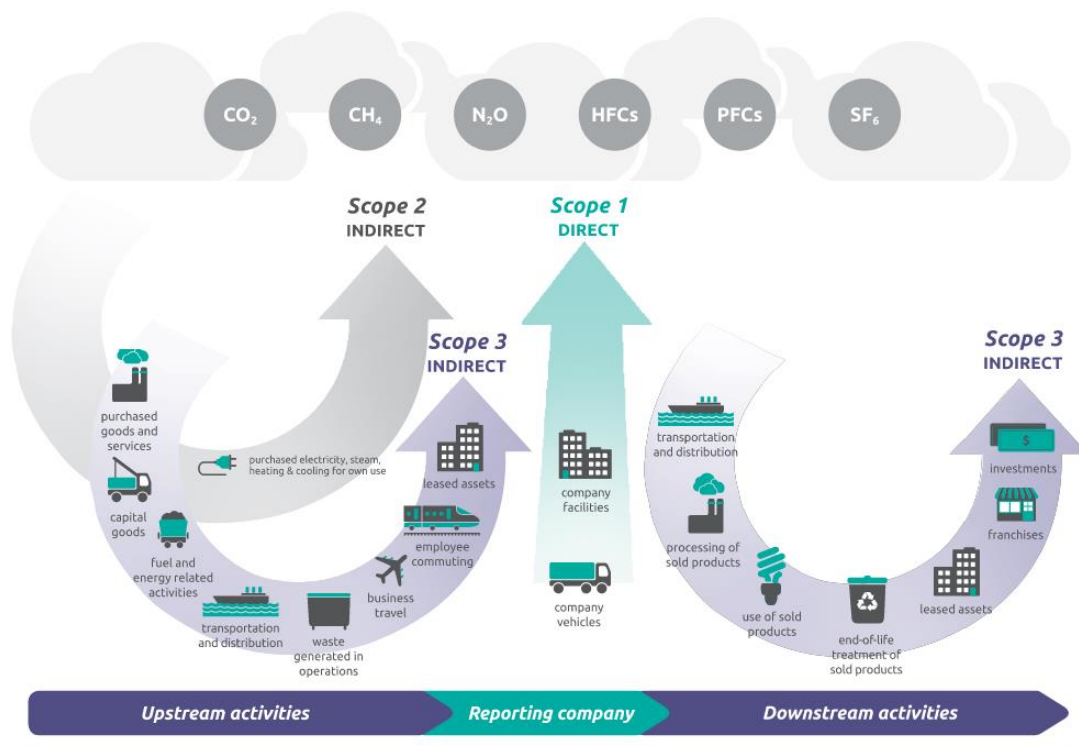 CO₂
CH₄
N₂O
HFCs
PFCs
SF₆
Scope 2
INDIRECT
Scope 1
DIRECT
Scope 3
INDIRECT
Scope 3
INDIRECT
purchased
goods and
services
capital
goods
fuel and
energy related
activities
transportation
and distribution
waste
generated in
operations
business
travel
employee
commuting
leased assets
purchased electricity, steam,
heating & cooling for own use
company
facilities
company
vehicles
transportation
and distribution
processing of
sold products
use of sold
products
end-of-life
treatment of
sold products
leased assets
franchises
$
investments
Upstream activities
Reporting company
Downstream activities